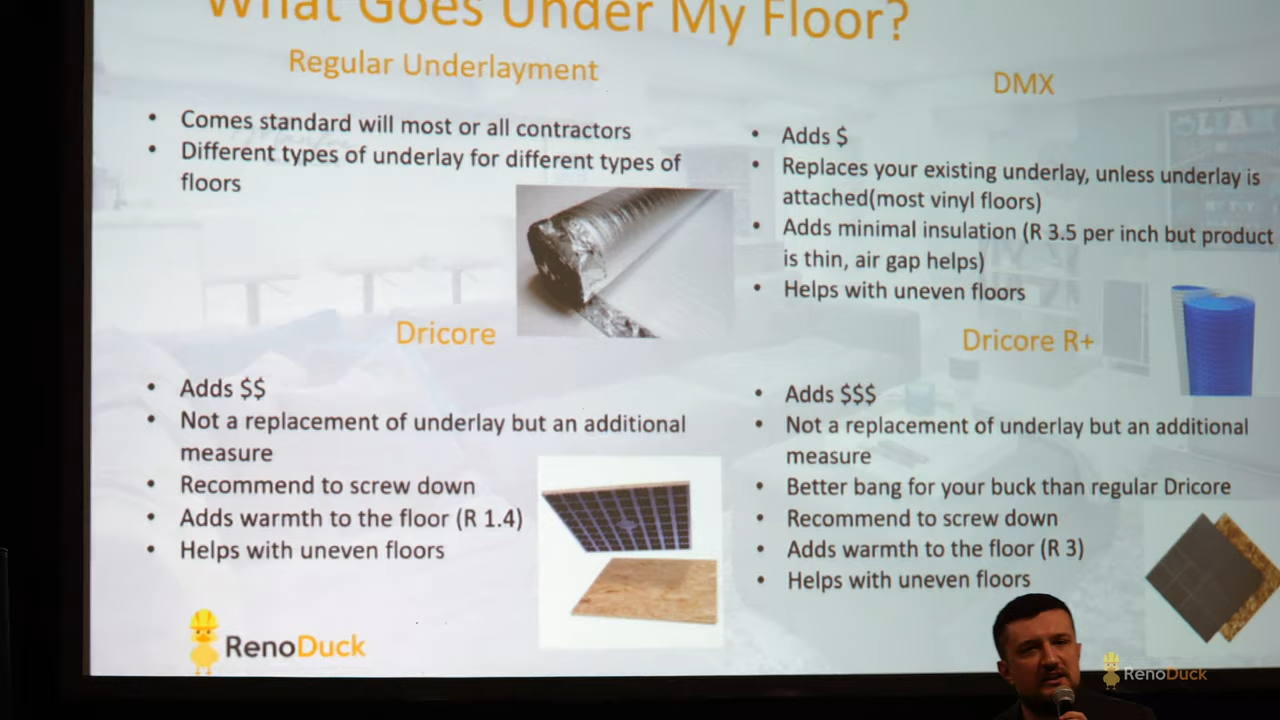 What Goes Under My Floor?
Regular Underlayment
• Comes standard will most or all contractors
• Different types of underlay for different types of
floors
DMX
• Adds $
• Replaces your existing underlay, unless underlay is
attached(most vinyl floors)
• Adds minimal insulation (R 3.5 per inch but product
is thin, air gap helps)
• Helps with uneven floors
Dricore
• Adds $$
• Not a replacement of underlay but an additional
measure
• Recommend to screw down
• Adds warmth to the floor (R 1.4)
• Helps with uneven floors
Dricore R+
• Adds $$$
• Not a replacement of underlay but an additional
measure
• Better bang for your buck than regular Dricore
• Recommend to screw down
• Adds warmth to the floor (R 3)
• Helps with uneven floors
RenoDuck
RenoDuck